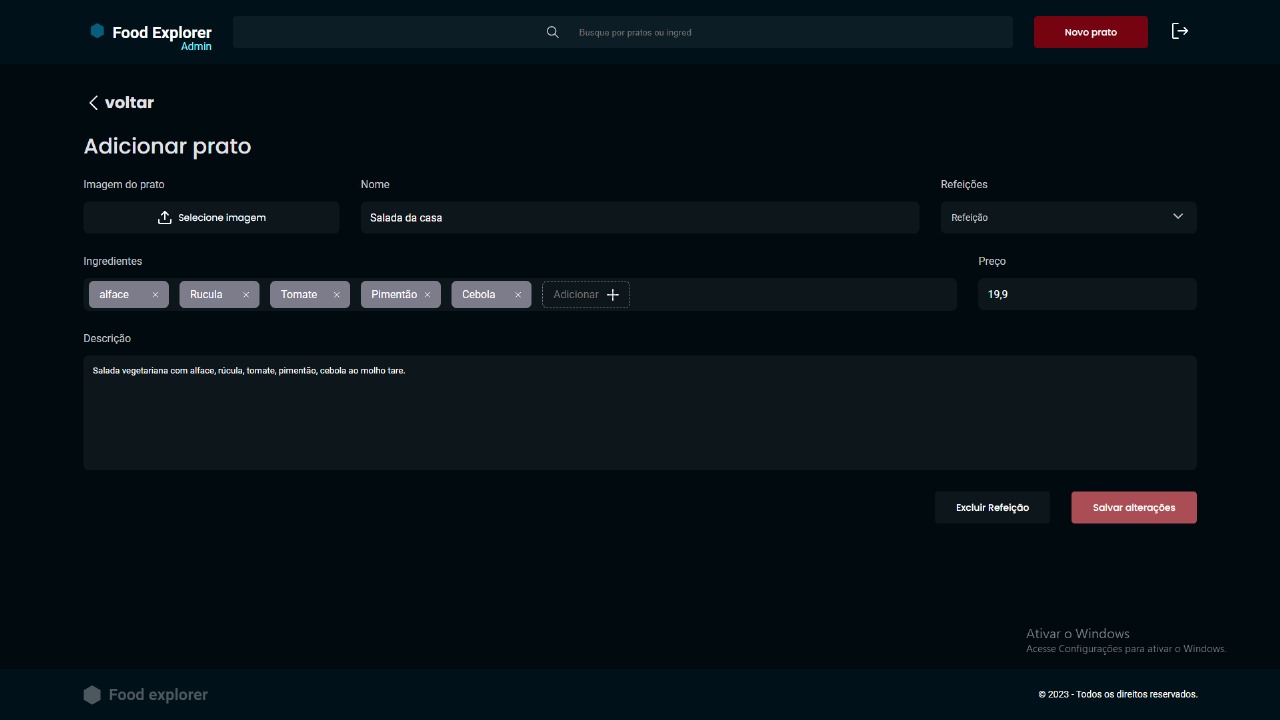 Food Explorer
Admin
Busque por pratos ou ingred
Novo prato
voltar
Adicionar prato
Imagem do prato
Nome
Refeições
Selecione imagem
Salada da casa
Refeição
Ingredientes
Preço
alface
Rucula
Tomate
Pimentão
Cebola
Adicionar
19,9
Descrição
Salada vegetariana com alface, rúcula, tomate, pimentão, cebola ao molho tare.
Excluir Refeição
Salvar alterações
Ativar o Windows
Acesse Configurações para ativar o Windows.
Food explorer
© 2023 - Todos os direitos reservados.